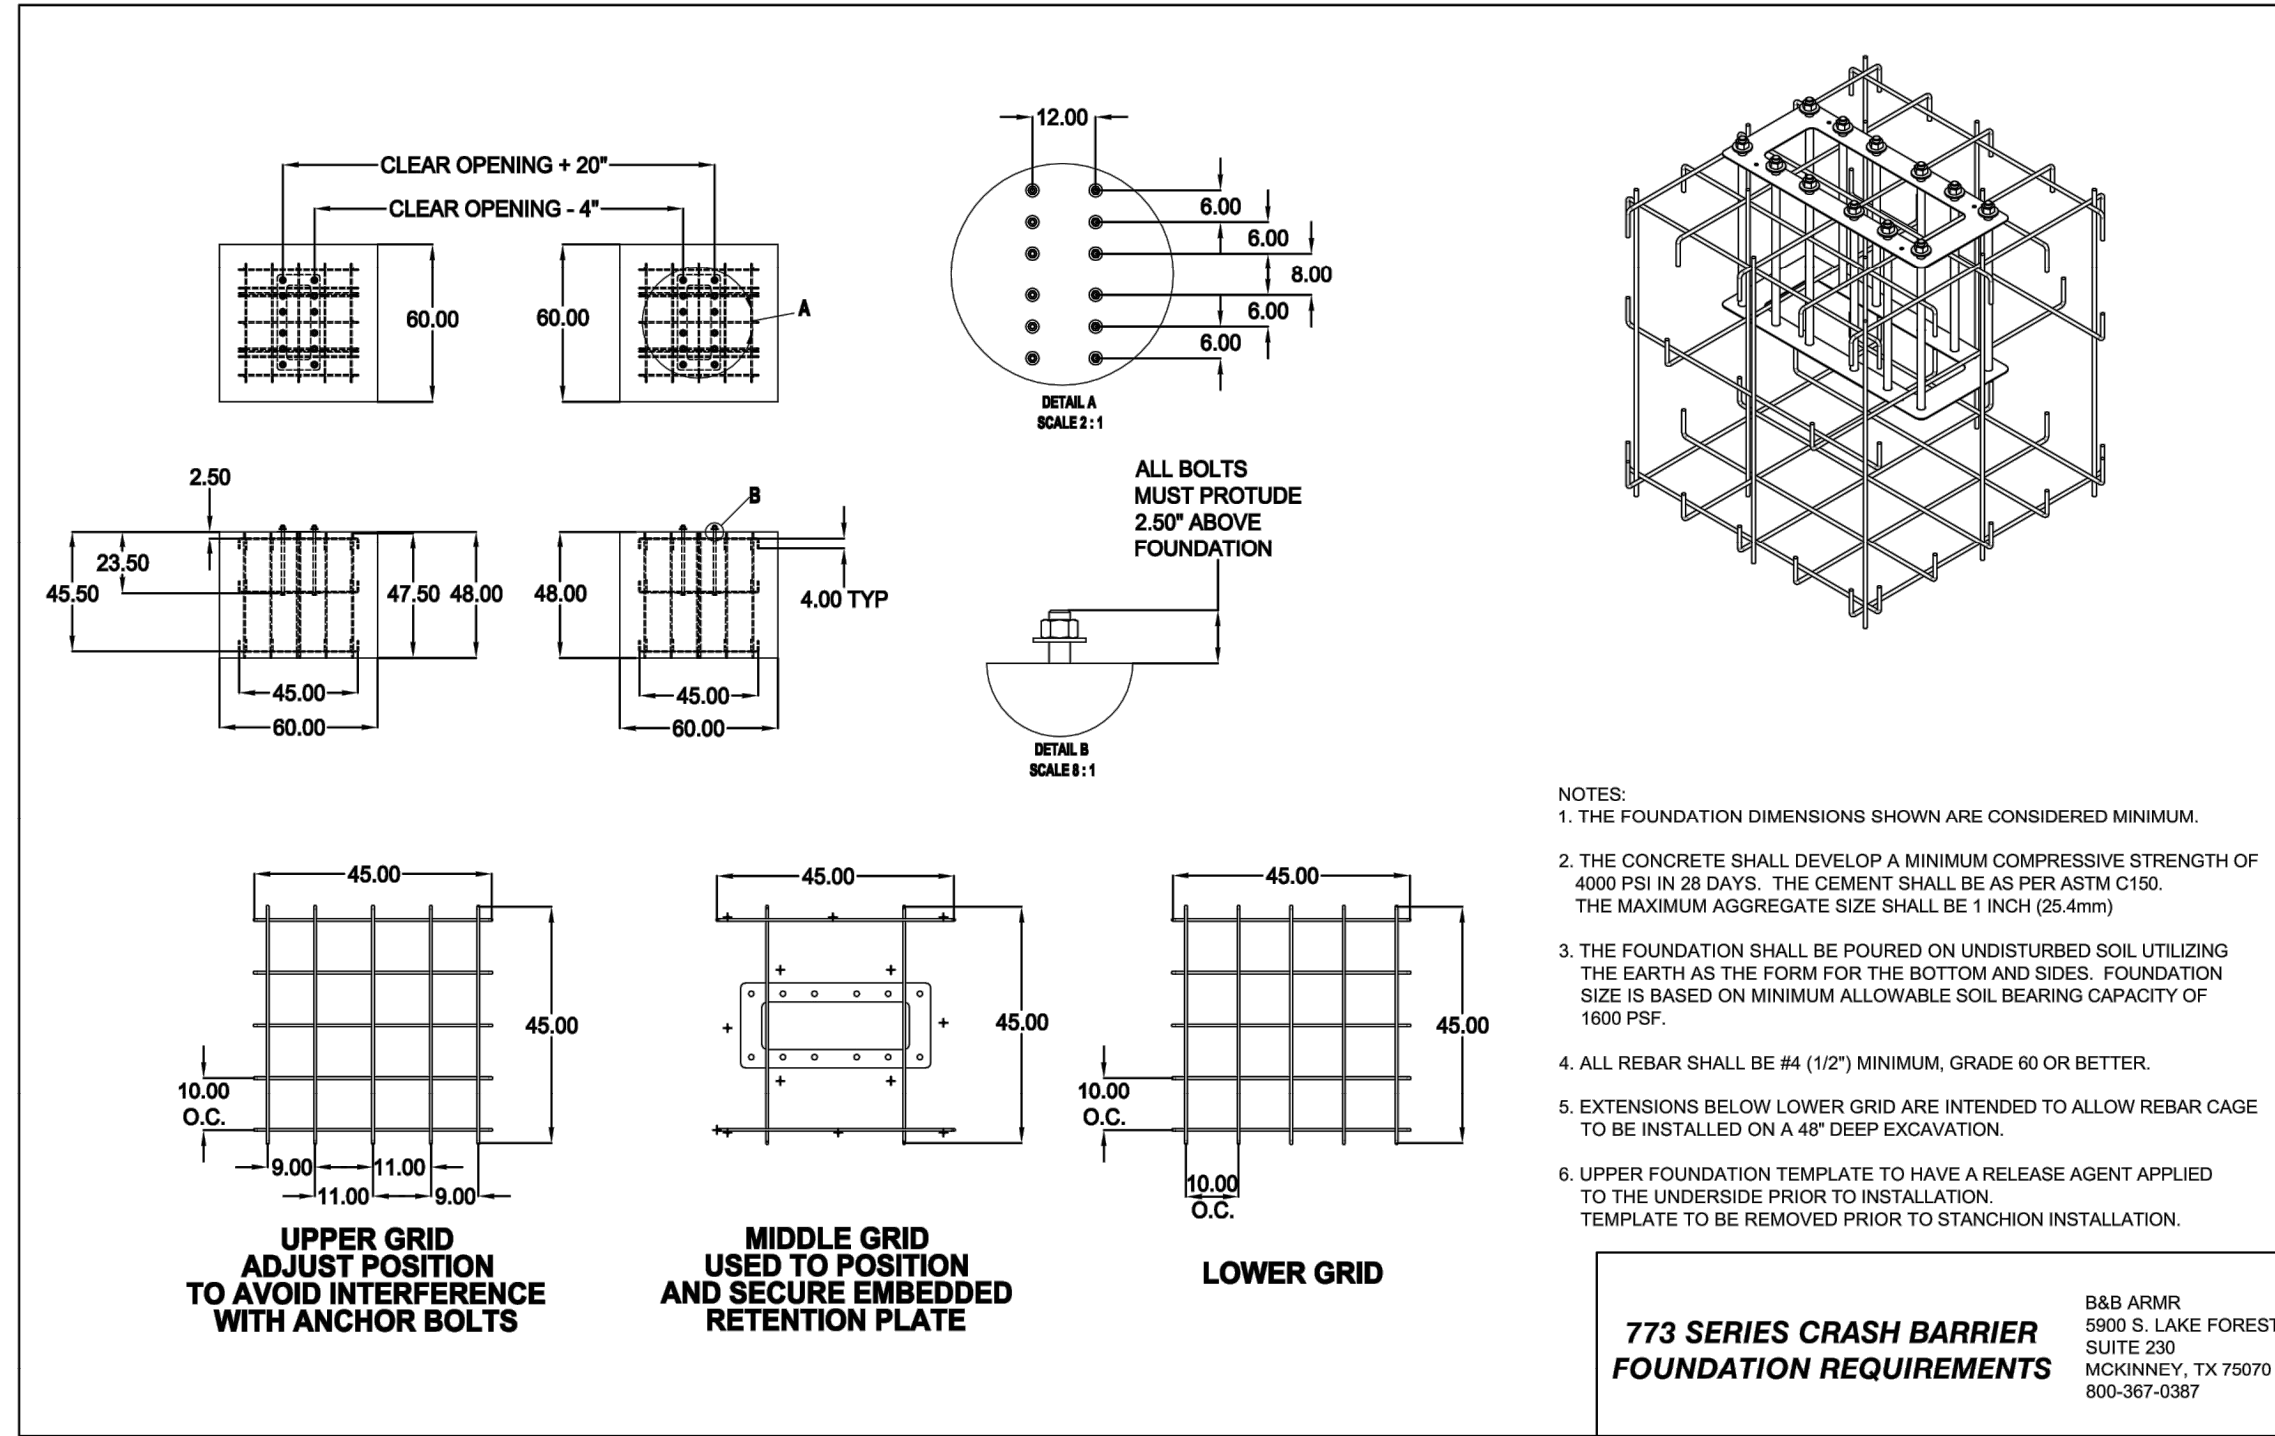 CLEAR OPENING + 20"
CLEAR OPENING - 4"
60.00
60.00
A
12.00
6.00
6.00
8.00
6.00
6.00
DETAIL A
SCALE 2 : 1
2.50
23.50
45.50
47.50
48.00
45.00
60.00
B
48.00
4.00 TYP
45.00
60.00
ALL BOLTS
MUST PROTUDE
2.50" ABOVE
FOUNDATION
DETAIL B
SCALE 8 : 1
45.00
45.00
10.00
O.C.
9.00
11.00
11.00
9.00
UPPER GRID
ADJUST POSITION
TO AVOID INTERFERENCE
WITH ANCHOR BOLTS
45.00
45.00
MIDDLE GRID
USED TO POSITION
AND SECURE EMBEDDED
RETENTION PLATE
45.00
45.00
10.00
O.C.
10.00
O.C.
LOWER GRID
NOTES:
1. THE FOUNDATION DIMENSIONS SHOWN ARE CONSIDERED MINIMUM.
2. THE CONCRETE SHALL DEVELOP A MINIMUM COMPRESSIVE STRENGTH OF
4000 PSI IN 28 DAYS. THE CEMENT SHALL BE AS PER ASTM C150.
THE MAXIMUM AGGREGATE SIZE SHALL BE 1 INCH (25.4mm)
3. THE FOUNDATION SHALL BE POURED ON UNDISTURBED SOIL UTILIZING
THE EARTH AS THE FORM FOR THE BOTTOM AND SIDES. FOUNDATION
SIZE IS BASED ON MINIMUM ALLOWABLE SOIL BEARING CAPACITY OF
1600 PSF.
4. ALL REBAR SHALL BE #4 (1/2") MINIMUM, GRADE 60 OR BETTER.
5. EXTENSIONS BELOW LOWER GRID ARE INTENDED TO ALLOW REBAR CAGE
TO BE INSTALLED ON A 48" DEEP EXCAVATION.
6. UPPER FOUNDATION TEMPLATE TO HAVE A RELEASE AGENT APPLIED
TO THE UNDERSIDE PRIOR TO INSTALLATION.
TEMPLATE TO BE REMOVED PRIOR TO STANCHION INSTALLATION.
773 SERIES CRASH BARRIER
FOUNDATION REQUIREMENTS
B&B ARMR
5900 S. LAKE FOREST
SUITE 230
MCKINNEY, TX 75070
800-367-0387